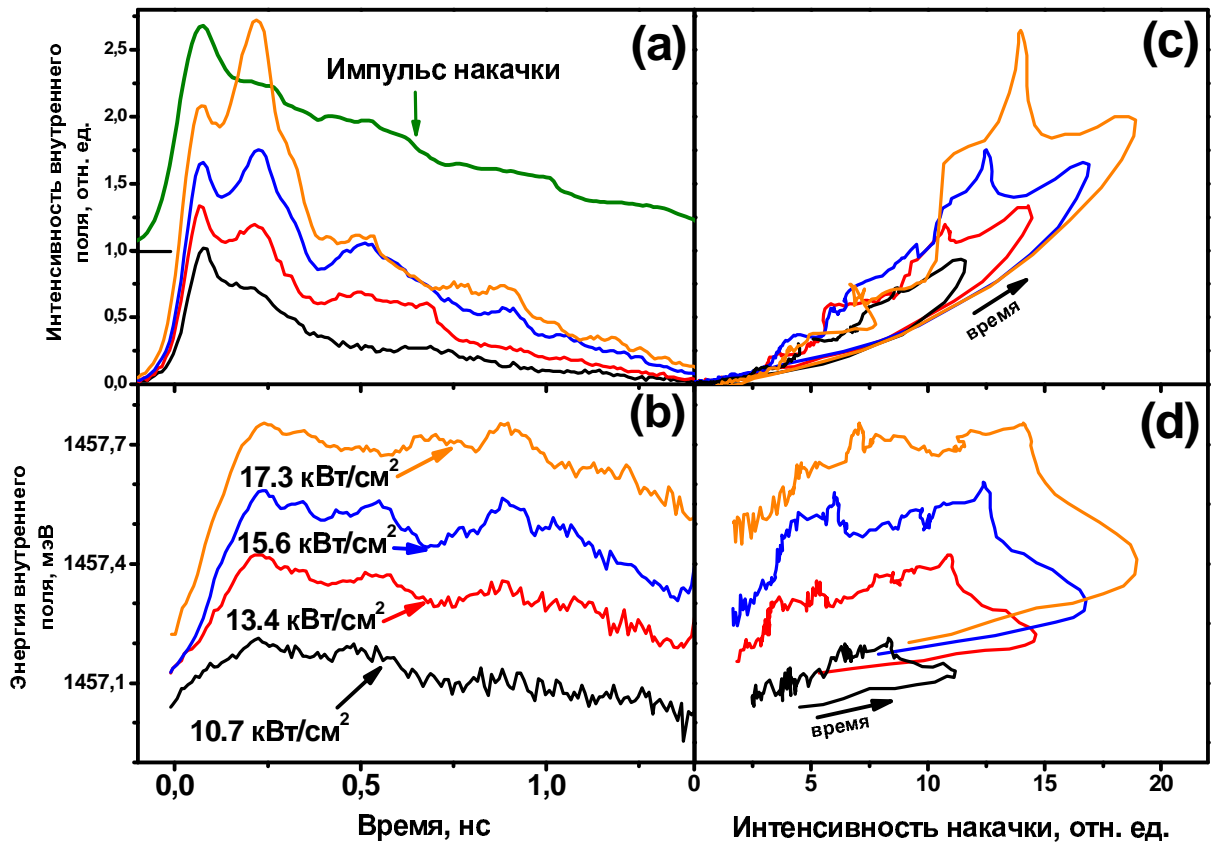 Интенсивность внутреннего
поля, отн. ед.
2,5
2,0
1,5
1,0
0,5
0,0
(a)
Импульс накачки
(c)
время
Энергия внутреннего
поля, мэВ
1457,7
1457,4
1457,1
(b)
17.3 кВт/см²
15.6 кВт/см²
13.4 кВт/см²
10.7 кВт/см²
(d)
время
0,0
0,5
1,0
0
5
10
15
20
Время, нс
Интенсивность накачки, отн. ед.